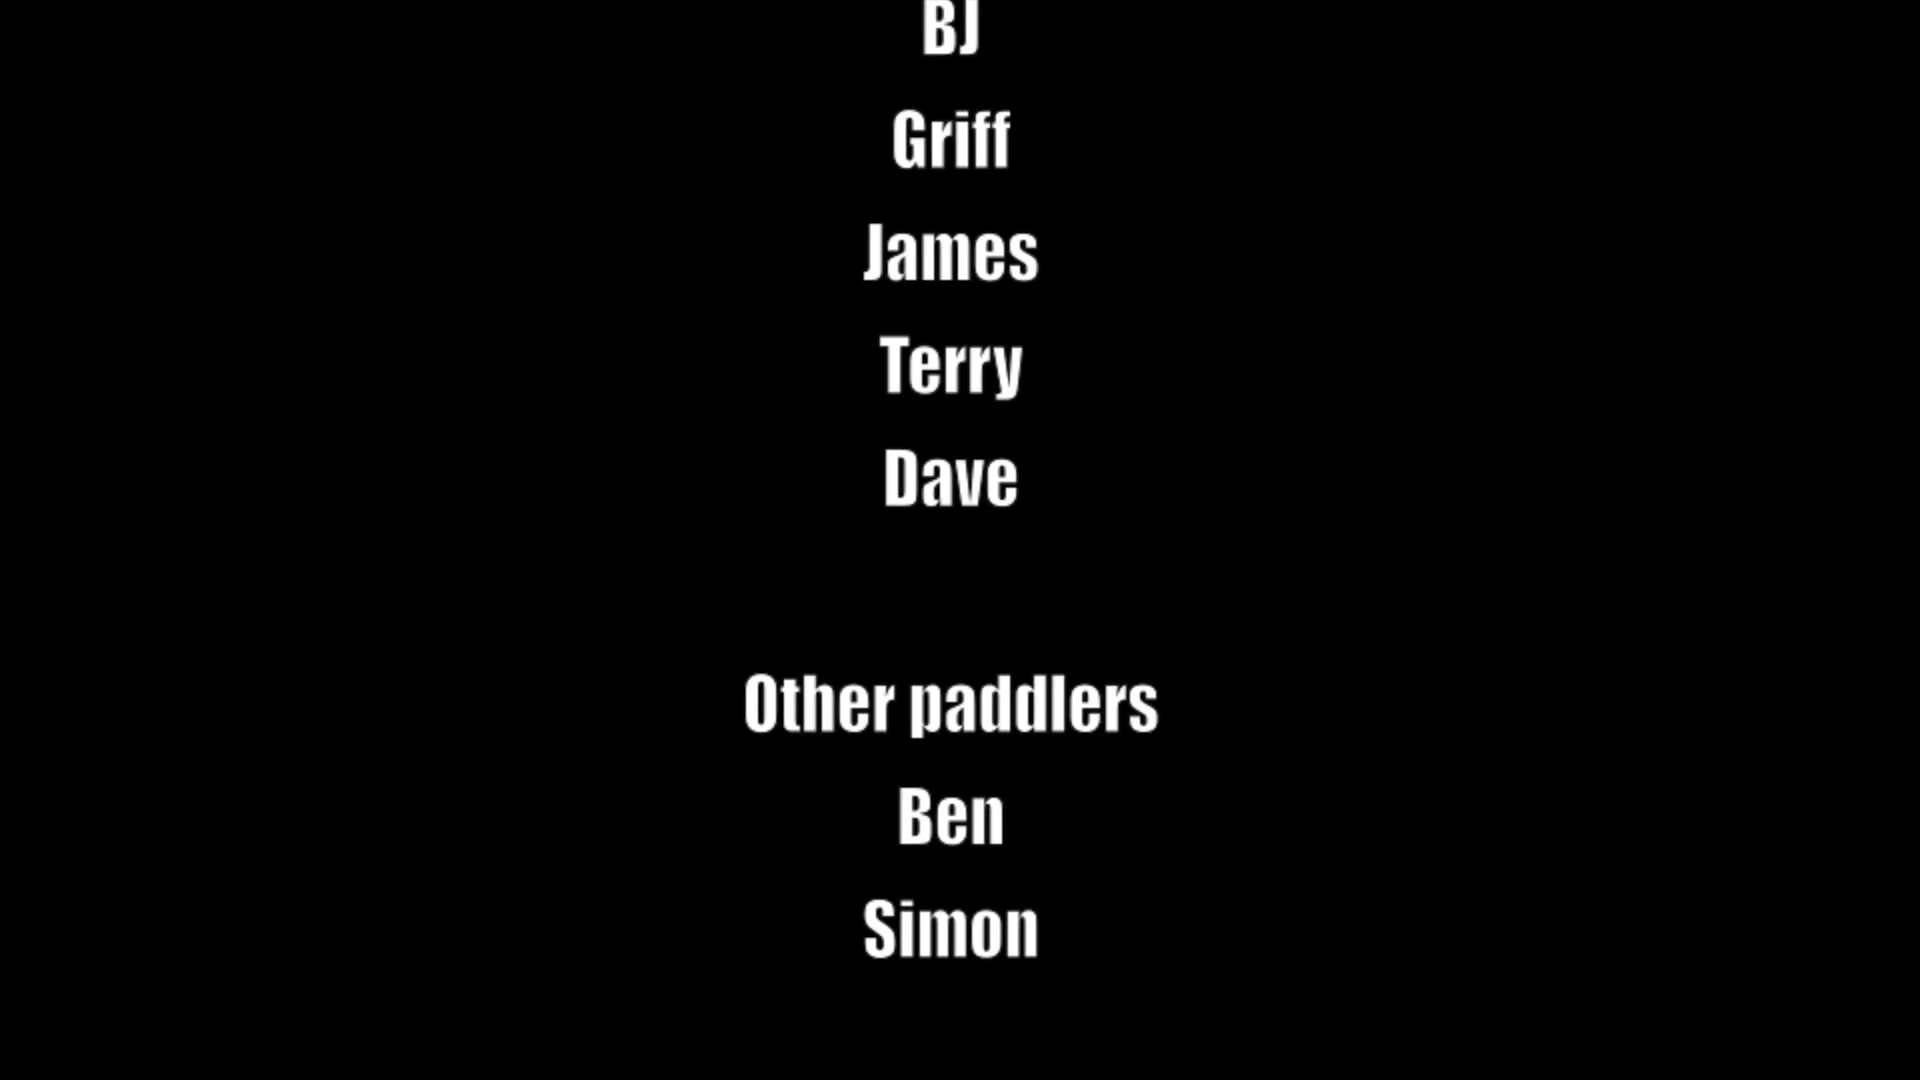 BJ
Griff
James
Terry
Dave
Other paddlers
Ben
Simon